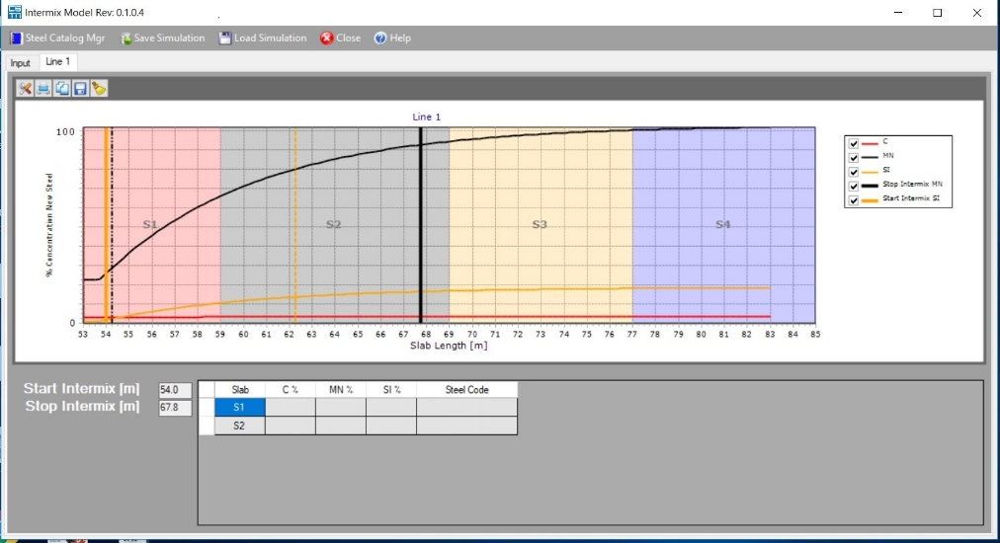 Intermix Model Rev: 0.1.0.4
Steel Catalog Mgr Save Simulation Load Simulation Close Help
Input Line 1
Line 1
100
% Concentration New Steel
0
S1 S2 S3 S4
53 54 55 56 57 58 59 60 61 62 63 64 65 66 67 68 69 70 71 72 73 74 75 76 77 78 79 80 81 82 83 84 85
Slab Length [m]
C
MN
SI
Stop Intermix MN
Start Intermix SI
Start Intermix [m] 54.0
Stop Intermix [m] 67.8
Slab C % MN % SI % Steel Code
S1
S2